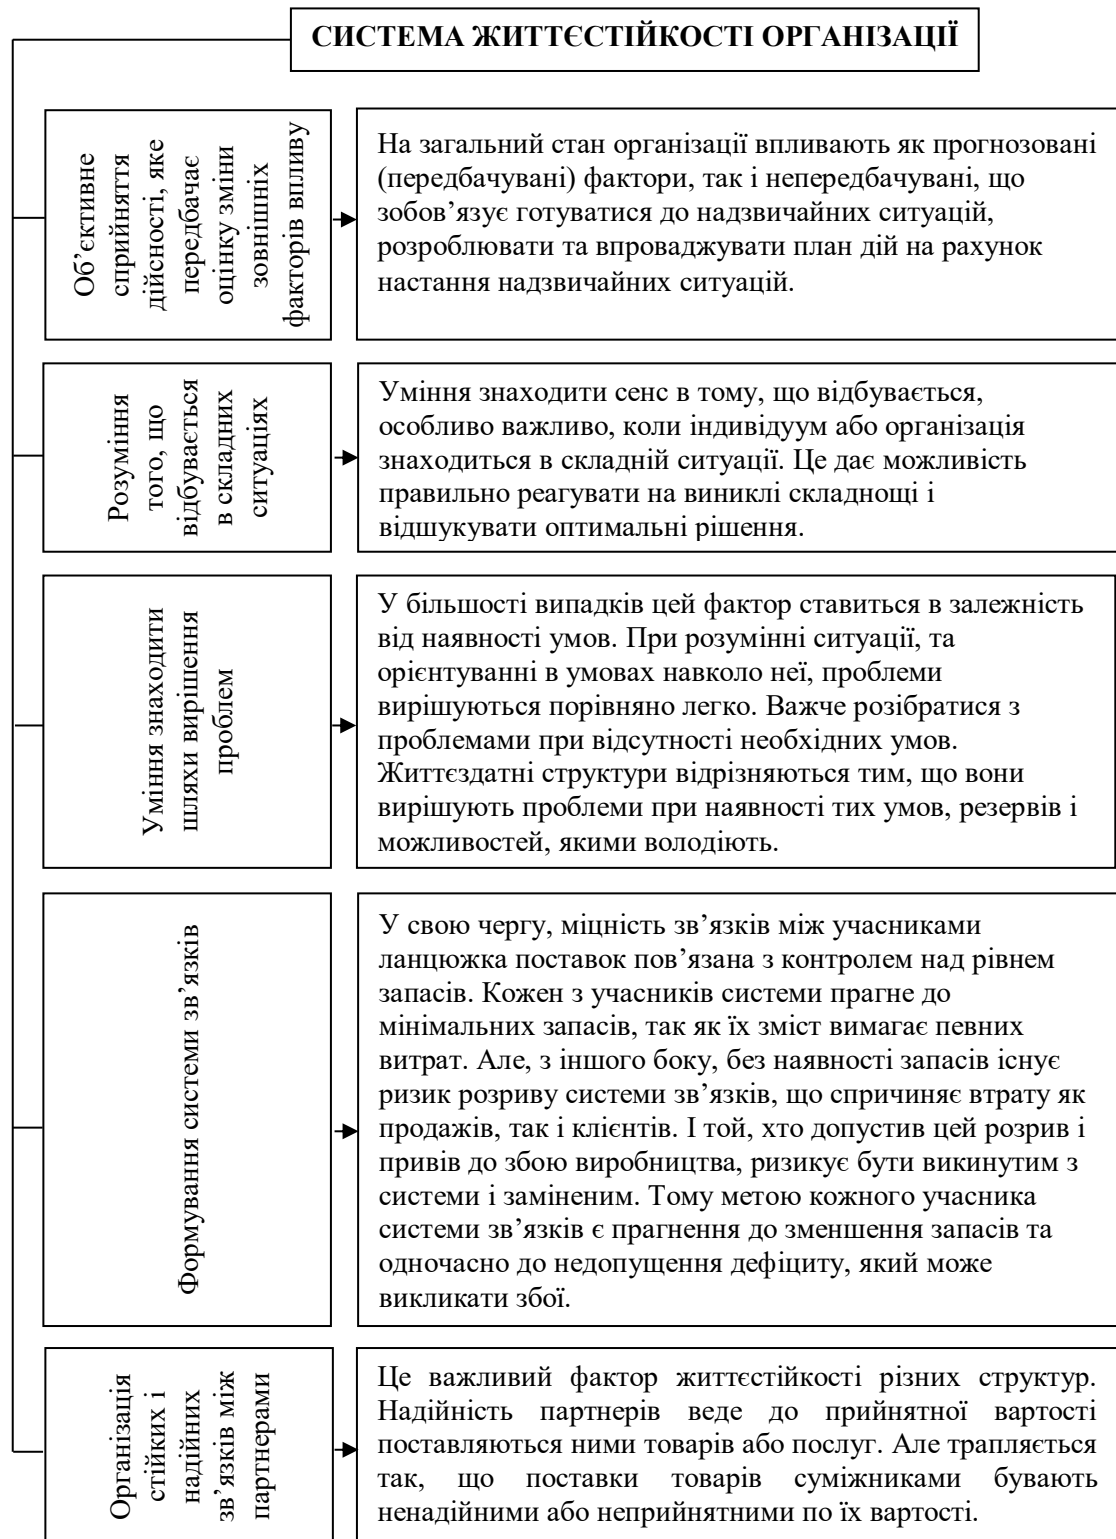 СИСТЕМА ЖИТТЄСТІЙКОСТІ ОРГАНІЗАЦІЇ
Об’єктивне
сприйняття
дійсності, яке
передбачає
оцінку зміни
зовнішніх
факторів впливу
На загальний стан організації впливають як прогнозовані
(передбачувані) фактори, так і непередбачувані, що
зобов’язує готуватися до надзвичайних ситуацій,
розроблювати та впроваджувати план дій на рахунок
настання надзвичайних ситуацій.
Розуміння
того, що
відбувається
в складних
ситуаціях
Уміння знаходити сенс в тому, що відбувається,
особливо важливо, коли індивідуум або організація
знаходиться в складній ситуації. Це дає можливість
правильно реагувати на виниклі складнощі і
відшукувати оптимальні рішення.
Уміння знаходити
шляхи вирішення
проблем
У більшості випадків цей фактор ставиться в залежність
від наявності умов. При розумінні ситуації, та
орієнтуванні в умовах навколо неї, проблеми
вирішуються порівняно легко. Важче розібратися з
проблемами при відсутності необхідних умов.
Життєздатні структури відрізняються тим, що вони
вирішують проблеми при наявності тих умов, резервів і
можливостей, якими володіють.
Формування системи зв’язків
У свою чергу, міцність зв’язків між учасниками
ланцюжка поставок пов’язана з контролем над рівнем
запасів. Кожен з учасників системи прагне до
мінімальних запасів, так як їх зміст вимагає певних
витрат. Але, з іншого боку, без наявності запасів існує
ризик розриву системи зв’язків, що спричиняє втрату як
продажів, так і клієнтів. І той, хто допустив цей розрив і
привів до збою виробництва, ризикує бути викинутим з
системи і заміненим. Тому метою кожного учасника
системи зв’язків є прагнення до зменшення запасів та
одночасно до недопущення дефіциту, який може
викликати збої.
Організація
стійких і
надійних
зв’язків між
партнерами
Це важливий фактор життєстійкості різних структур.
Надійність партнерів веде до прийнятної вартості
поставляються ними товарів або послуг. Але трапляється
так, що поставки товарів суміжниками бувають
ненадійними або неприйнятними по їх вартості.